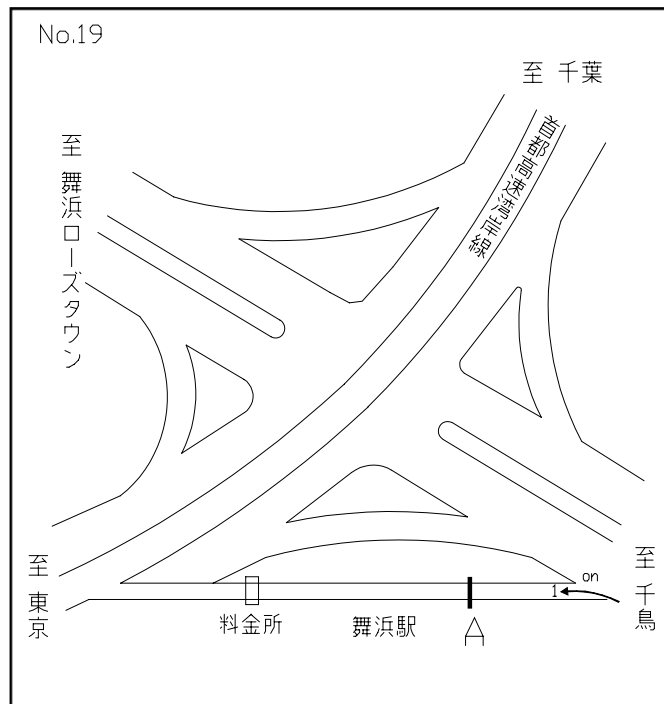 No.19
至 千葉
首都高速湾岸線
至 舞浜ローズタウン
至 東京
料金所
舞浜駅
A
1
on
至 千鳥